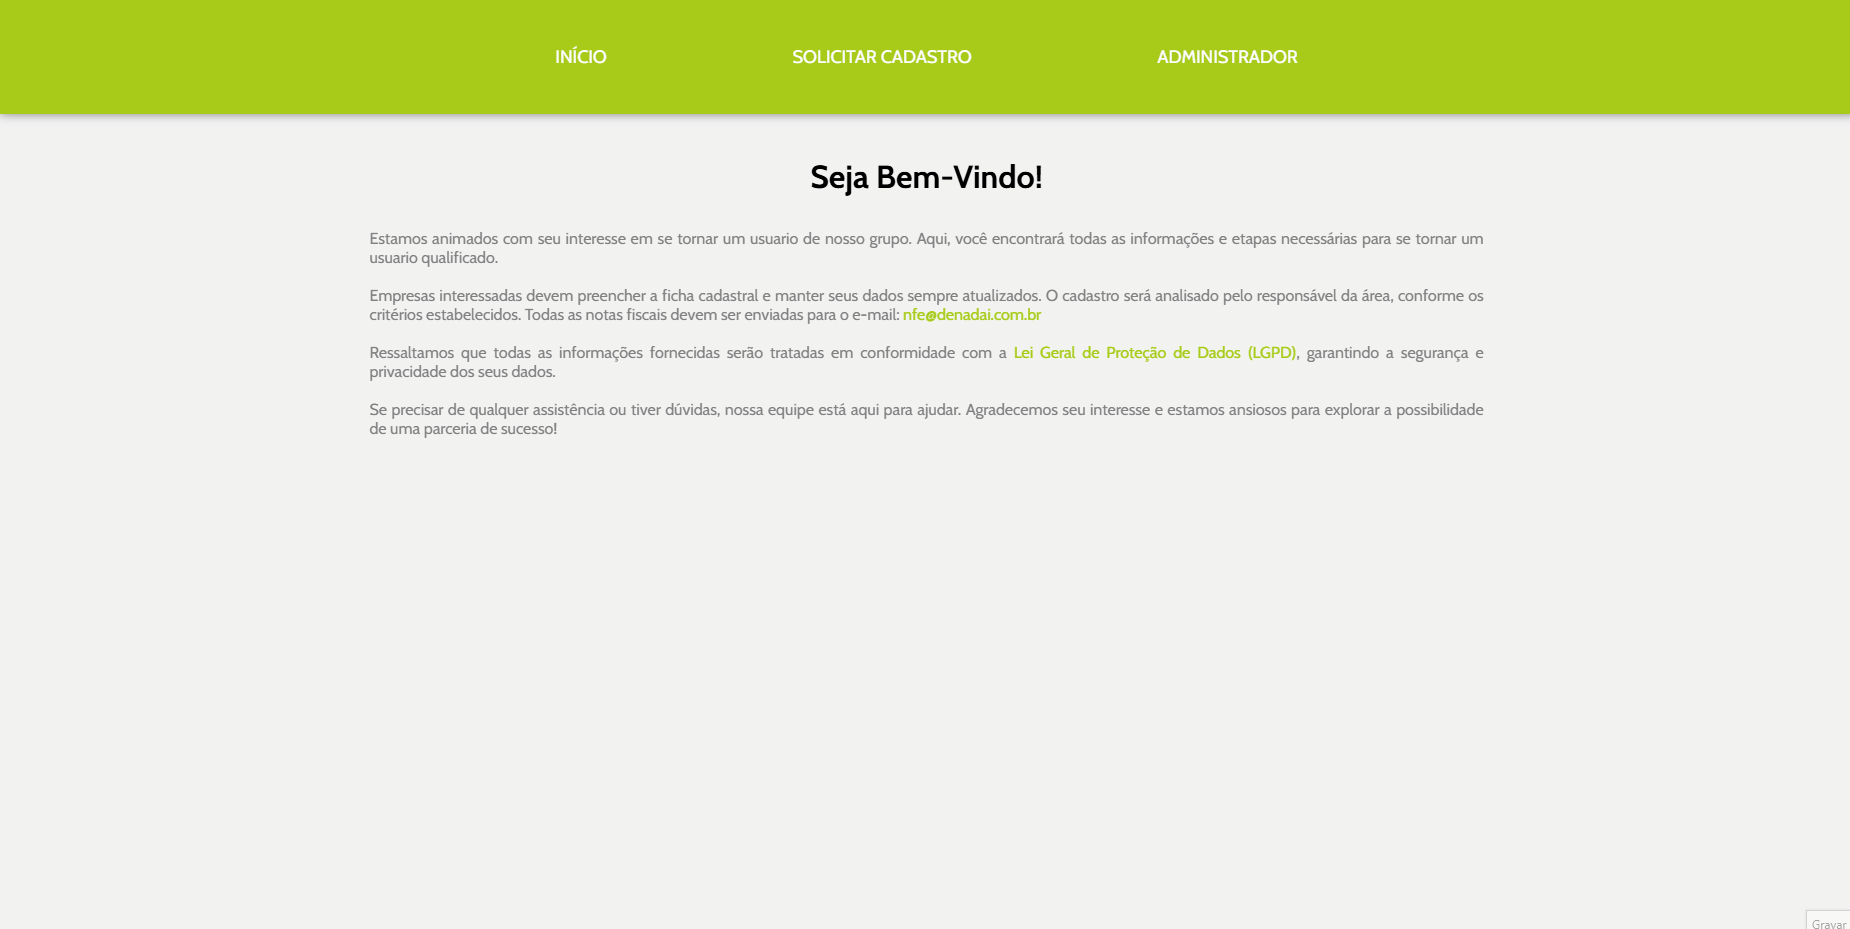 INÍCIO
SOLICITAR CADASTRO
ADMINISTRADOR
Seja Bem-Vindo!
Estamos animados com seu interesse em se tornar um usuario de nosso grupo. Aqui, você encontrará todas as informações e etapas necessárias para se tornar um
usuario qualificado.
Empresas interessadas devem preencher a ficha cadastral e manter seus dados sempre atualizados. O cadastro será analisado pelo responsável da área, conforme os
critérios estabelecidos. Todas as notas fiscais devem ser enviadas para o e-mail: nfe@denadai.com.br
Ressaltamos que todas as informações fornecidas serão tratadas em conformidade com a Lei Geral de Proteção de Dados (LGPD), garantindo a segurança e
privacidade dos seus dados.
Se precisar de qualquer assistência ou tiver dúvidas, nossa equipe está aqui para ajudar. Agradecemos seu interesse e estamos ansiosos para explorar a possibilidade
de uma parceria de sucesso!
Gravar